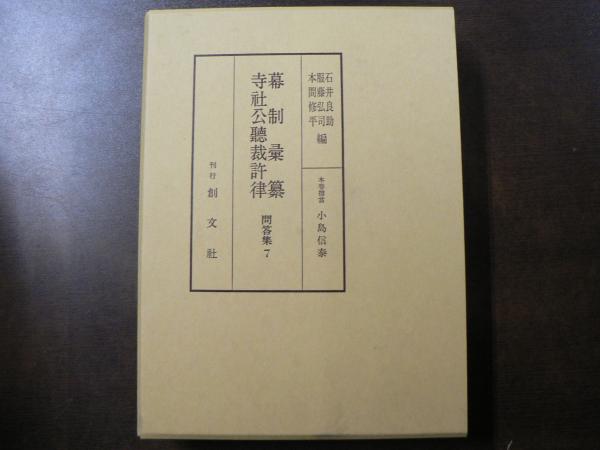 石井良助
服藤弘司
本間修平
編
本巻担当 小島信泰
幕制彙纂
寺社公聴裁許律
問答集7
刊行 創文社